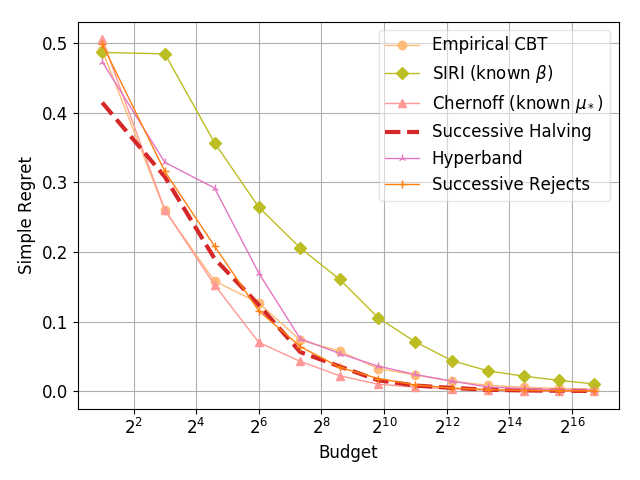 Empirical CBT
SIRI (known β)
Chernoff (known μ*)
Successive Halving
Hyperband
Successive Rejects
Simple Regret
0.5
0.4
0.3
0.2
0.1
0.0
2² 2⁴ 2⁶ 2⁸ 2¹⁰ 2¹² 2¹⁴ 2¹⁶
Budget